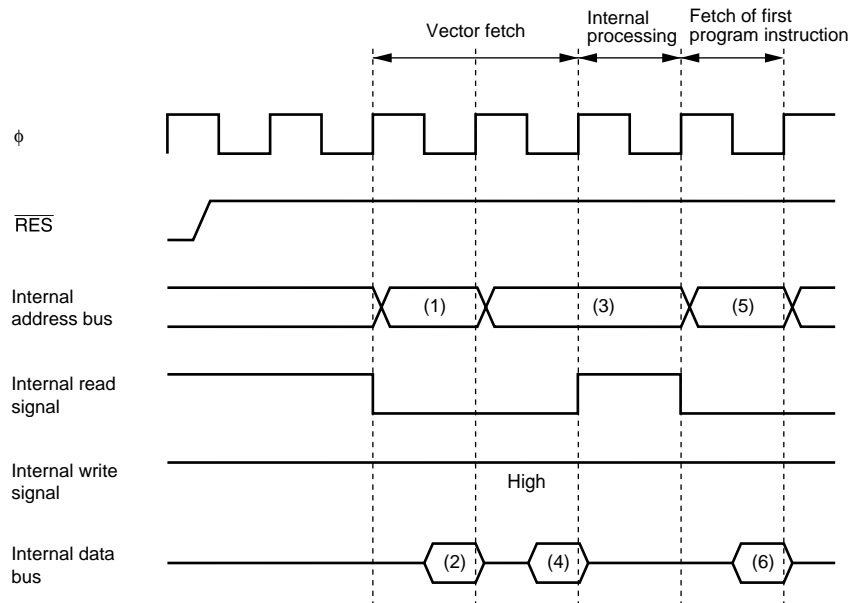 Vector fetch
Internal
processing
Fetch of first
program instruction
φ
RES
Internal
address bus
(1)
(3)
(5)
Internal read
signal
Internal write
signal
High
Internal data
bus
(2)
(4)
(6)